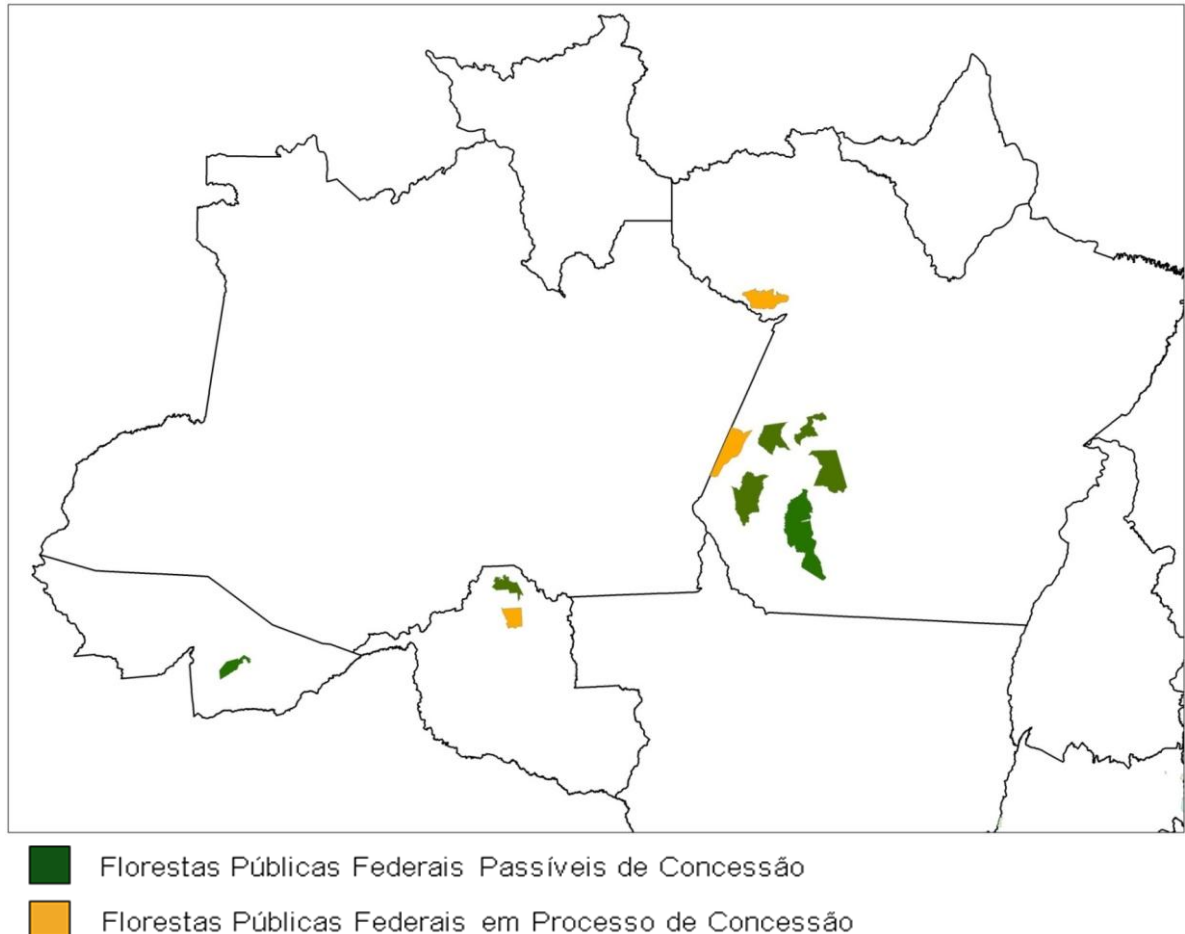 Florestas Públicas Federais Passíveis de Concessão
Florestas Públicas Federais em Processo de Concessão